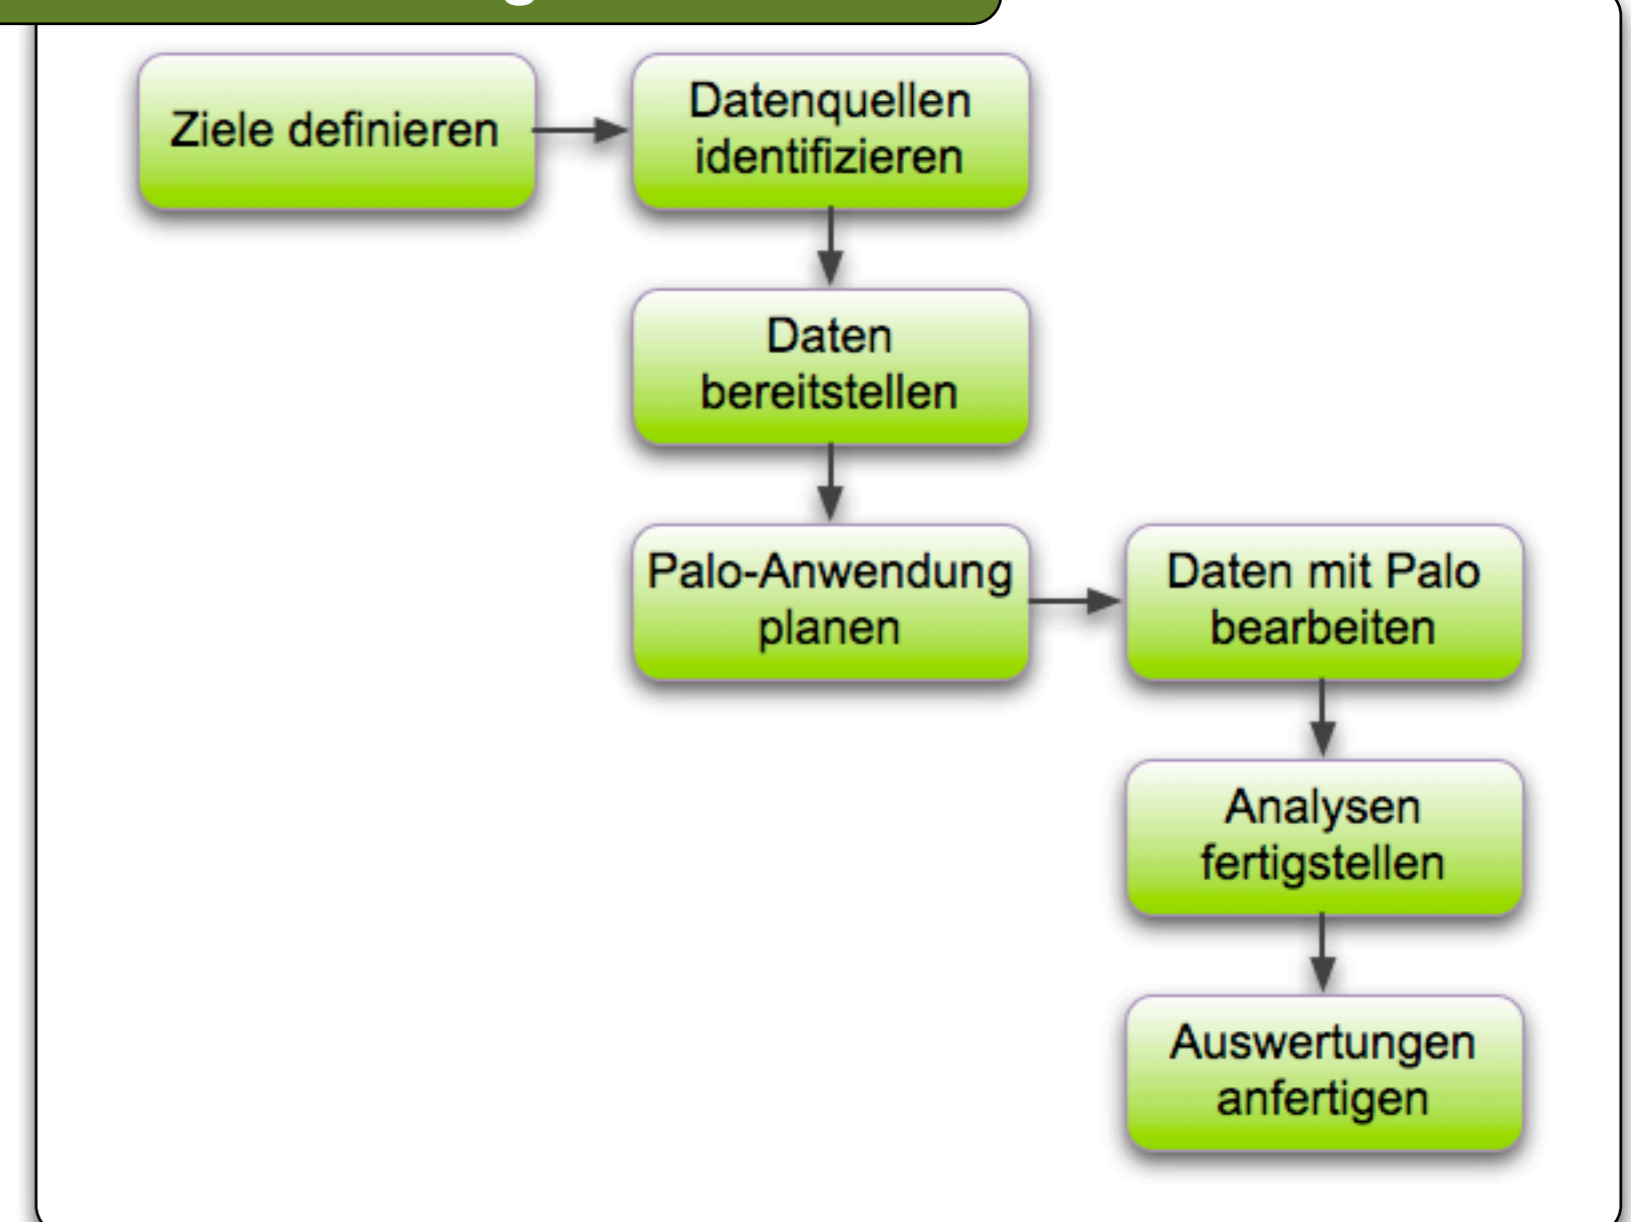 Ziele definieren
Datenquellen
identifizieren
Daten
bereitstellen
Palo-Anwendung
planen
Daten mit Palo
bearbeiten
Analysen
fertigstellen
Auswertungen
anfertigen